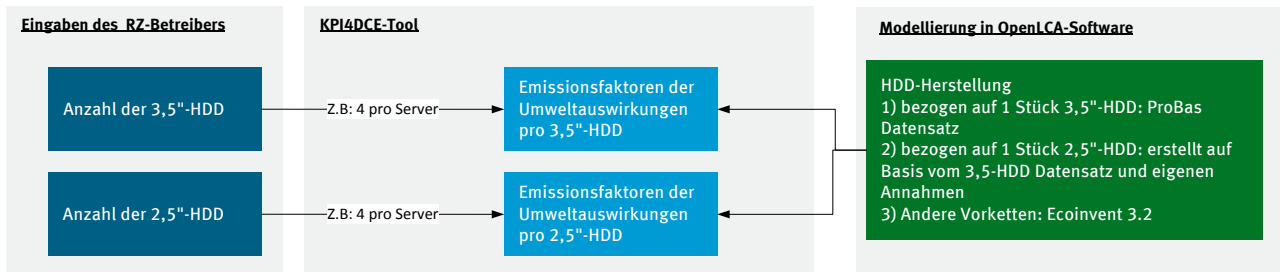 Eingaben des RZ-Betreibers
Anzahl der 3,5"-HDD
Anzahl der 2,5"-HDD
KPI4DCE-Tool
Z.B: 4 pro Server
Emissionsfaktoren der
Umweltauswirkungen
pro 3,5"-HDD
Z.B: 4 pro Server
Emissionsfaktoren der
Umweltauswirkungen
pro 2,5"-HDD
Modellierung in OpenLCA-Software
HDD-Herstellung
1) bezogen auf 1 Stück 3,5"-HDD: ProBas
Datensatz
2) bezogen auf 1 Stück 2,5"-HDD: erstellt auf
Basis vom 3,5-HDD Datensatz und eigenen
Annahmen
3) Andere Vorketten: Ecoinvent 3.2